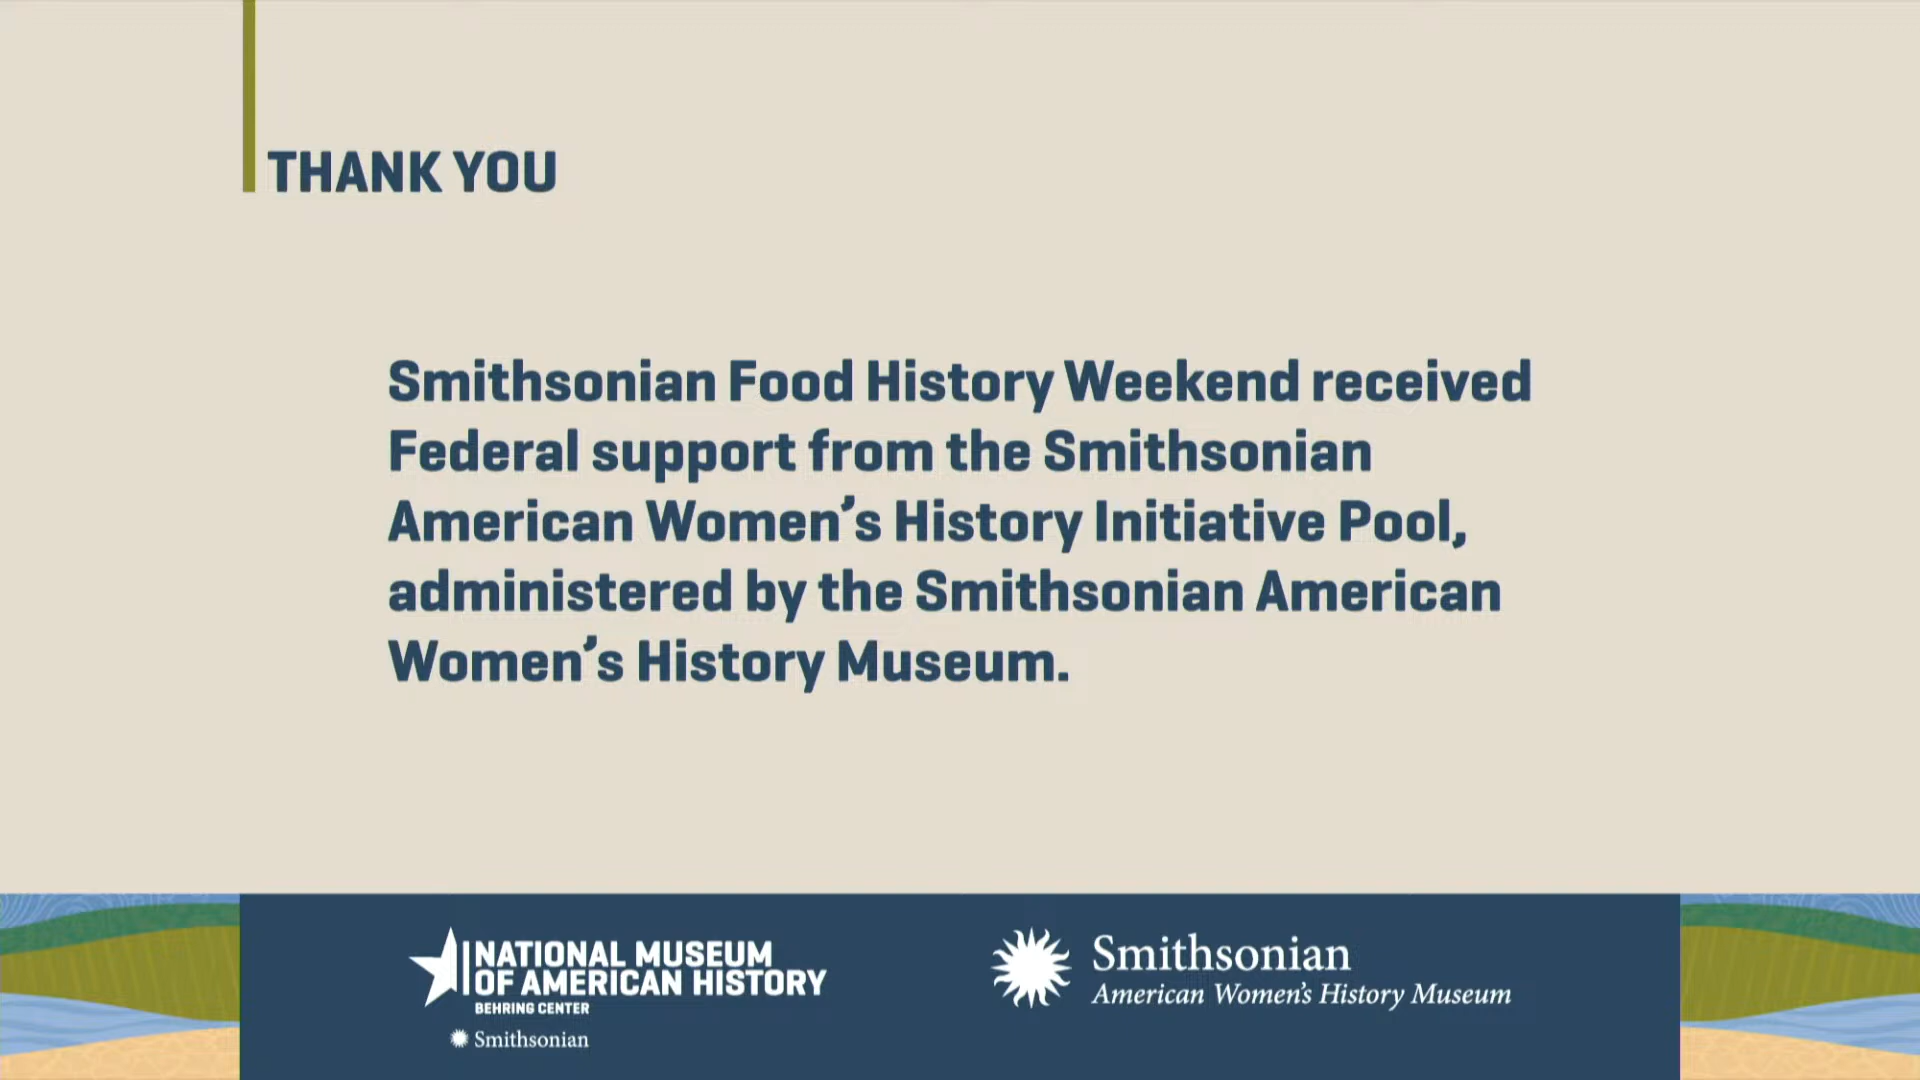 THANK YOU
Smithsonian Food History Weekend received
Federal support from the Smithsonian
American Women’s History Initiative Pool,
administered by the Smithsonian American
Women’s History Museum.
NATIONAL MUSEUM
OF AMERICAN HISTORY
BEHRING CENTER
Smithsonian
Smithsonian
American Women's History Museum